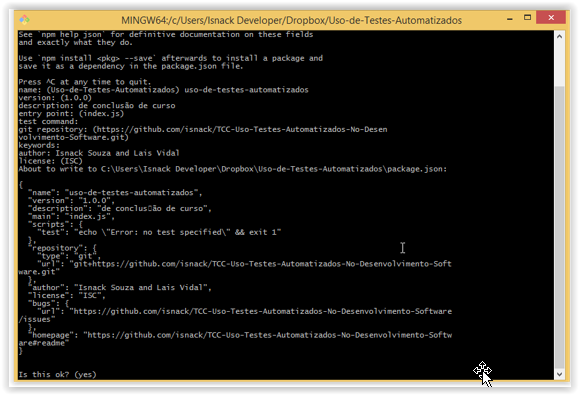 MINGW64:/c/Users/Isnack Developer/Dropbox/Uso-de-Testes-Automatizados
See `npm help json` for definitive documentation on these fields
and exactly what they do.
Use `npm install <pkg> --save` afterwards to install a package and
save it as a dependency in the package.json file.
Press ^C at any time to quit.
name: (Uso-de-Testes-Automatizados) uso-de-testes-automatizados
version: (1.0.0)
description: de conclusão de curso
entry point: (index.js)
test command:
git repository: (https://github.com/isnack/TCC-Uso-Testes-Automatizados-No-Desen
volvimento-Software.git)
keywords:
author: Isnack Souza and Lais Vidal
license: (ISC)
About to write to C:\Users\Isnack Developer\Dropbox\Uso-de-Testes-Automatizados\package.json:
{
"name": "uso-de-testes-automatizados",
"version": "1.0.0",
"description": "de conclusão de curso",
"main": "index.js",
"scripts": {
"test": "echo \"Error: no test specified\" && exit 1"
},
"repository": {
"type": "git",
"url": "git+https://github.com/isnack/TCC-Uso-Testes-Automatizados-No-Desenvolvimento-Soft
ware.git"
},
"author": "Isnack Souza and Lais Vidal",
"license": "ISC",
"bugs": {
"url": "https://github.com/isnack/TCC-Uso-Testes-Automatizados-No-Desenvolvimento-Software
/issues"
},
"homepage": "https://github.com/isnack/TCC-Uso-Testes-Automatizados-No-Desenvolvimento-Softw
are#readme"
}
Is this ok? (yes)